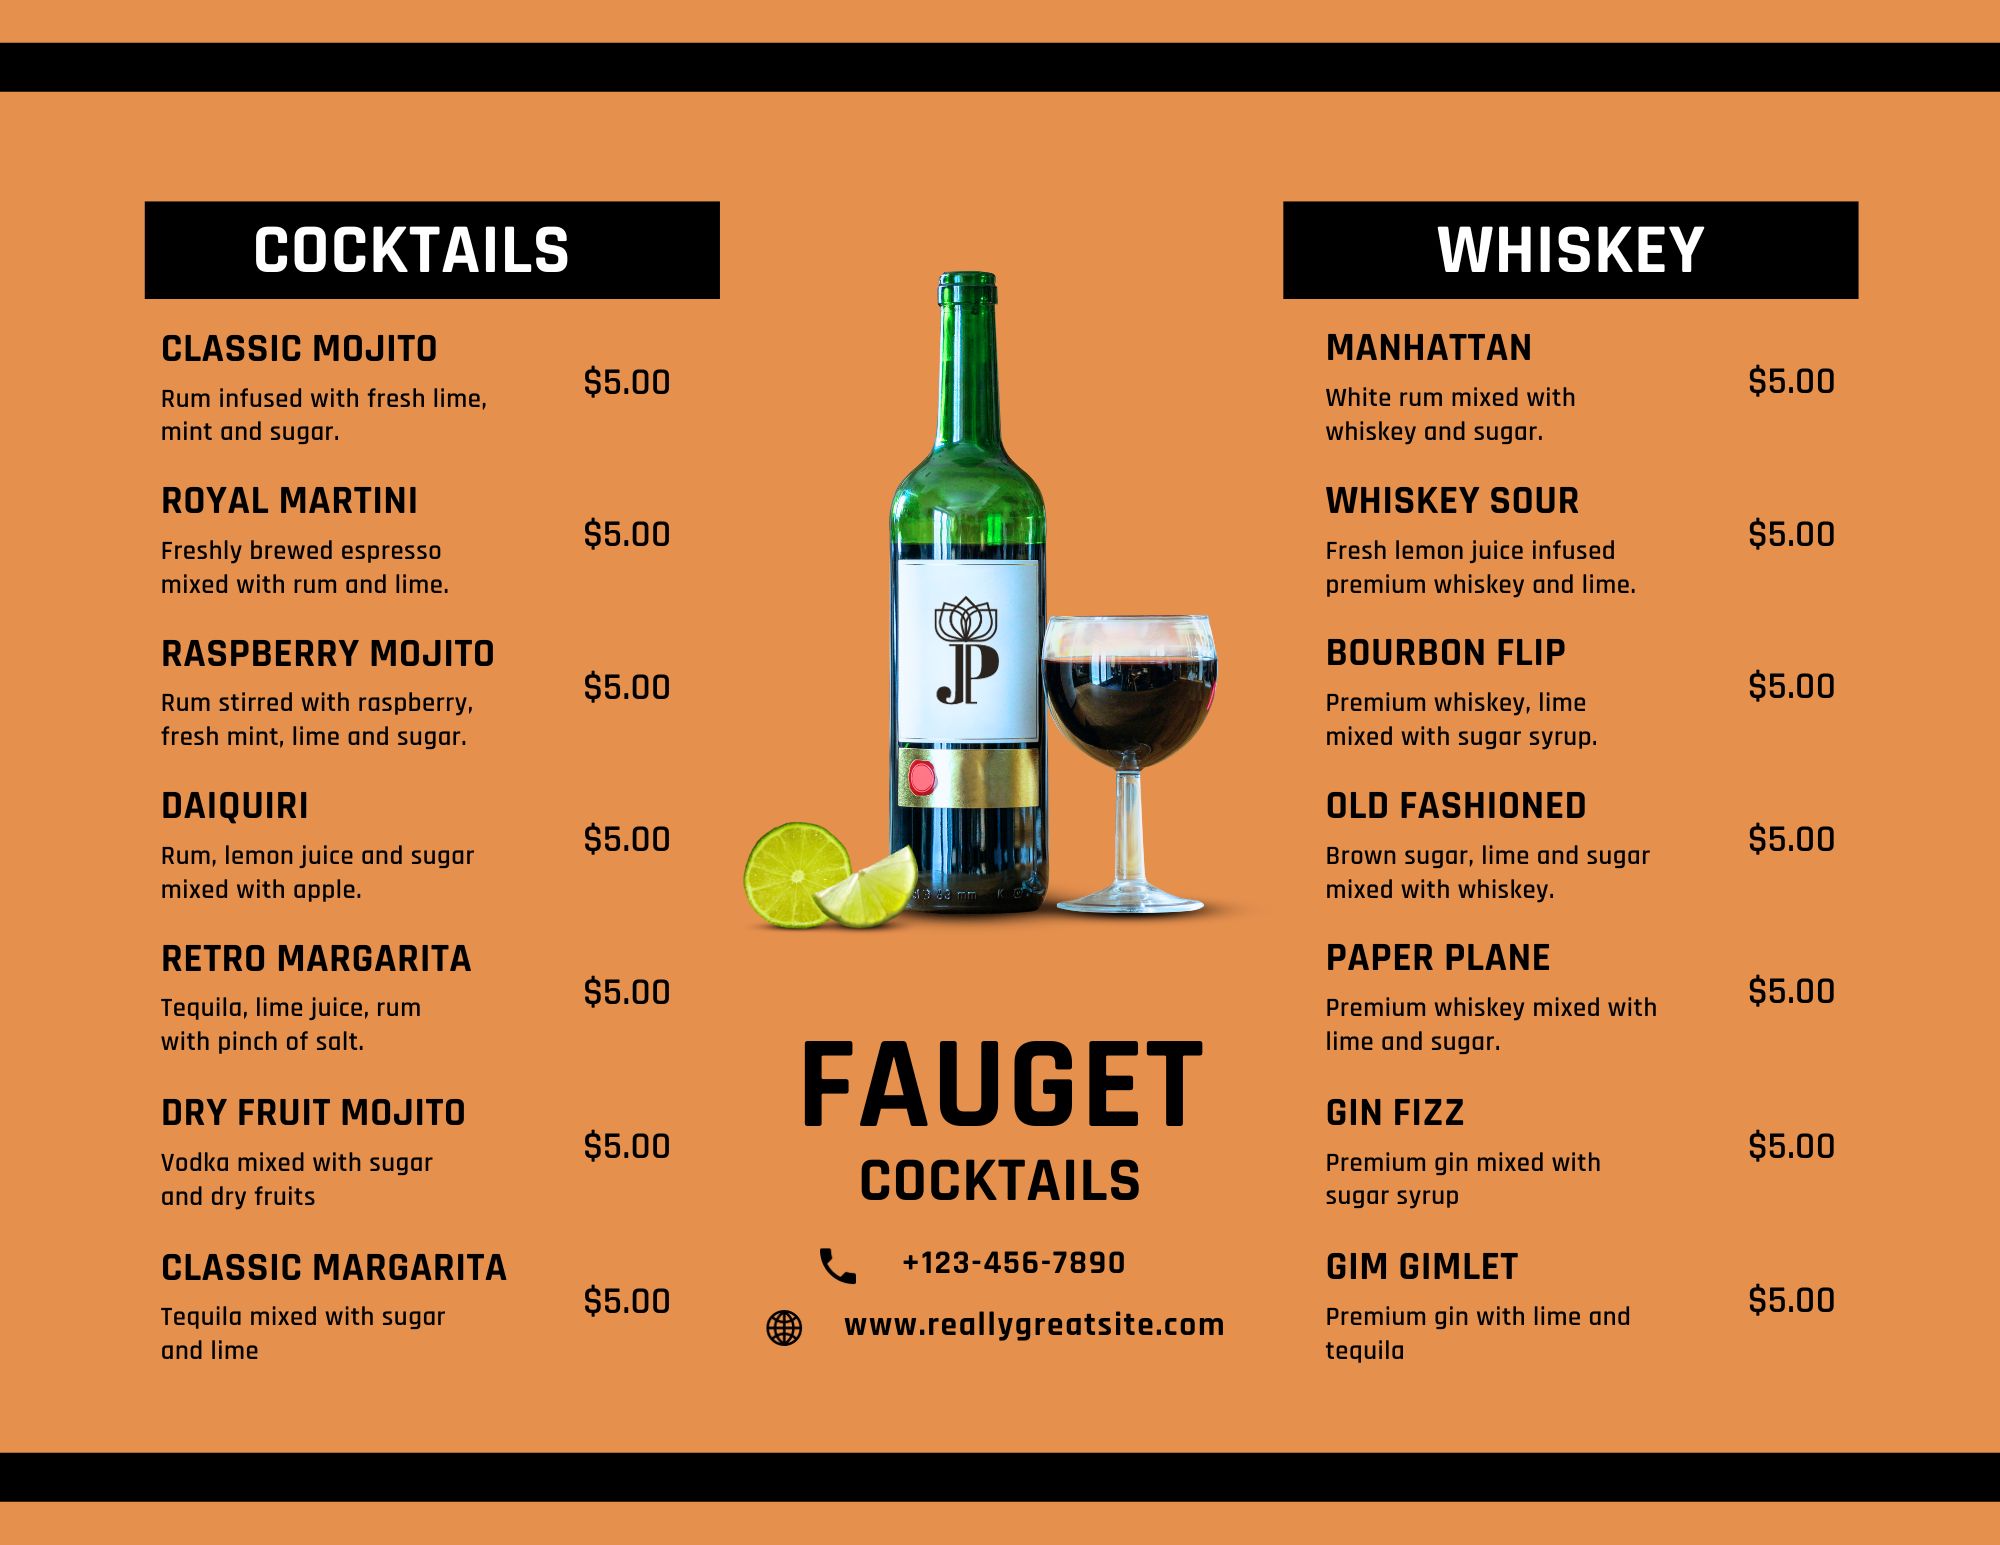 COCKTAILS
CLASSIC MOJITO
$5.00
Rum infused with fresh lime,
mint and sugar.
ROYAL MARTINI
$5.00
Freshly brewed espresso
mixed with rum and lime.
RASPBERRY MOJITO
$5.00
Rum stirred with raspberry,
fresh mint, lime and sugar.
DAIQUIRI
$5.00
Rum, lemon juice and sugar
mixed with apple.
RETRO MARGARITA
$5.00
Tequila, lime juice, rum
with pinch of salt.
DRY FRUIT MOJITO
$5.00
Vodka mixed with sugar
and dry fruits
CLASSIC MARGARITA
$5.00
Tequila mixed with sugar
and lime
JP
FAUGET
COCKTAILS
+123-456-7890
www.reallygreatsite.com
WHISKEY
MANHATTAN
$5.00
White rum mixed with
whiskey and sugar.
WHISKEY SOUR
$5.00
Fresh lemon juice infused
premium whiskey and lime.
BOURBON FLIP
$5.00
Premium whiskey, lime
mixed with sugar syrup.
OLD FASHIONED
$5.00
Brown sugar, lime and sugar
mixed with whiskey.
PAPER PLANE
$5.00
Premium whiskey mixed with
lime and sugar.
GIN FIZZ
$5.00
Premium gin mixed with
sugar syrup
GIM GIMLET
$5.00
Premium gin with lime and
tequila